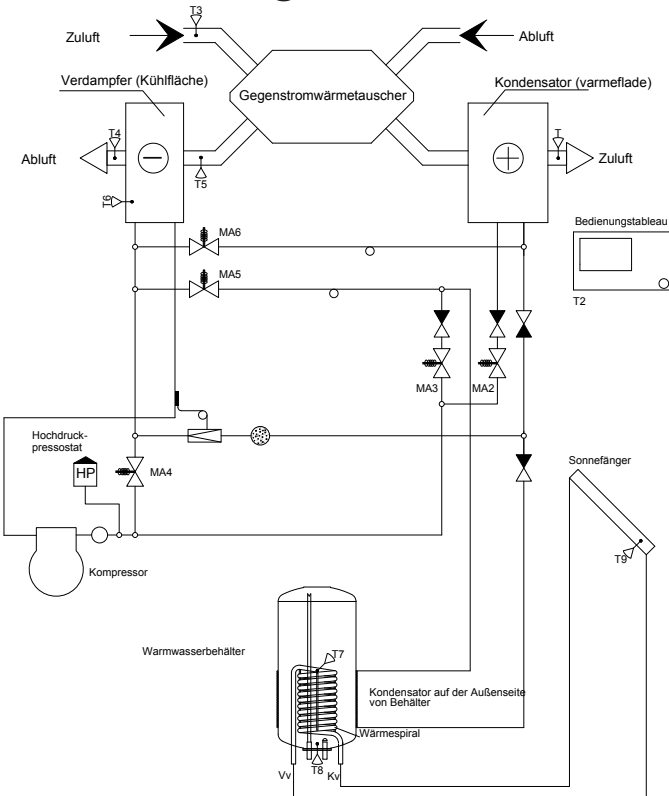 T3
Zuluft
Abluft
Verdampfer (Kühlfläche)
Gegenstromwärmetauscher
Kondensator (varmeflade)
T4
Abluft
T5
T6
T
Zuluft
MA6
MA5
Bedienungstableau
T2
MA3
MA2
Hochdruck-
pressostat
HP
MA4
Kompressor
Sonnefänger
T9
Warmwasserbehälter
T7
Kondensator auf der Außenseite
von Behälter
Wärmespiral
T8
Vv
Kv